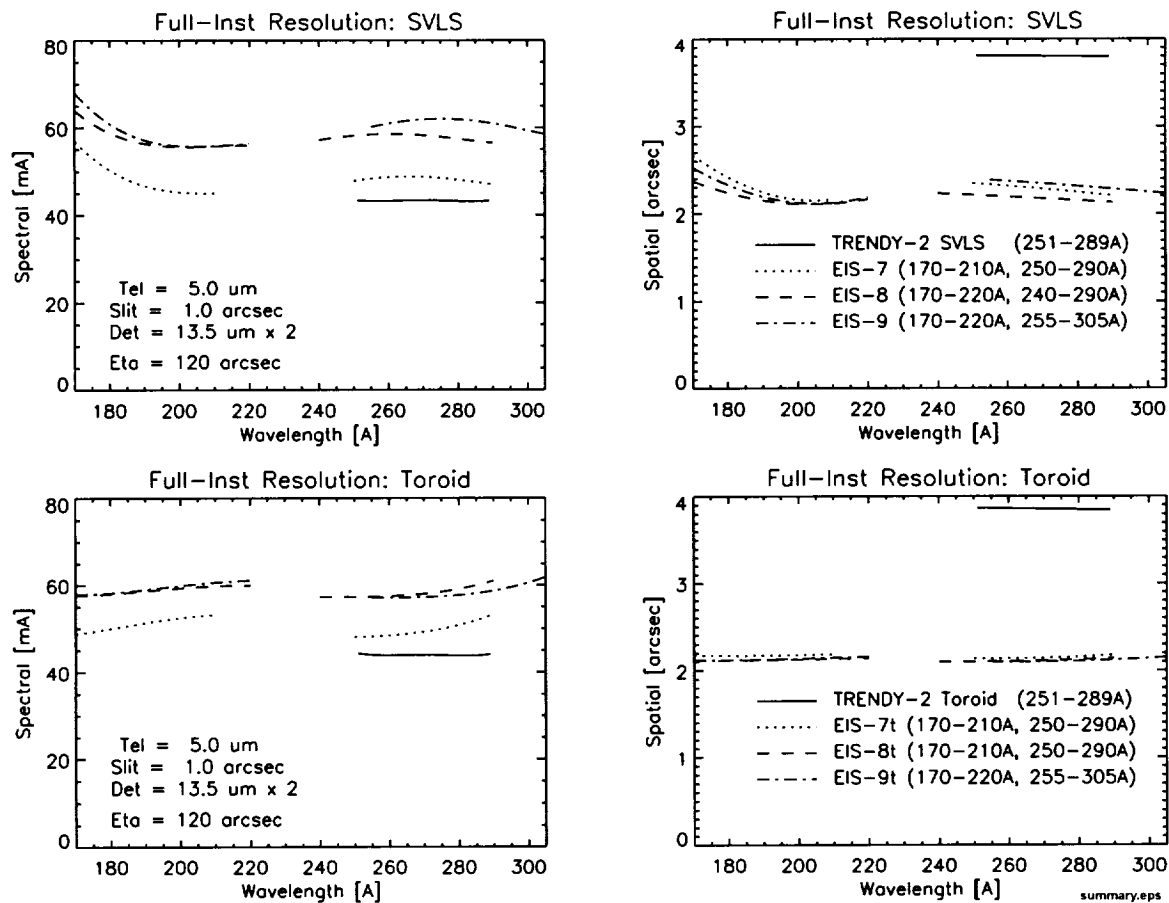 Full-Inst Resolution: SVLS
80
60
40
20
0
Spectral [mA]
Tel = 5.0 um
Slit = 1.0 arcsec
Det = 13.5 um x 2
Eta = 120 arcsec
180 200 220 240 260 280 300
Wavelength [A]
Full-Inst Resolution: SVLS
4
3
2
1
0
Spatial [arcsec]
TRENDY-2 SVLS (251-289A)
EIS-7 (170-210A, 250-290A)
EIS-8 (170-220A, 240-290A)
EIS-9 (170-220A, 255-305A)
180 200 220 240 260 280 300
Wavelength [A]
Full-Inst Resolution: Toroid
80
60
40
20
0
Spectral [mA]
Tel = 5.0 um
Slit = 1.0 arcsec
Det = 13.5 um x 2
Eta = 120 arcsec
180 200 220 240 260 280 300
Wavelength [A]
Full-Inst Resolution: Toroid
4
3
2
1
0
Spatial [arcsec]
TRENDY-2 Toroid (251-289A)
EIS-7t (170-210A, 250-290A)
EIS-8t (170-210A, 250-290A)
EIS-9t (170-220A, 255-305A)
180 200 220 240 260 280 300
Wavelength [A]
summary.eps